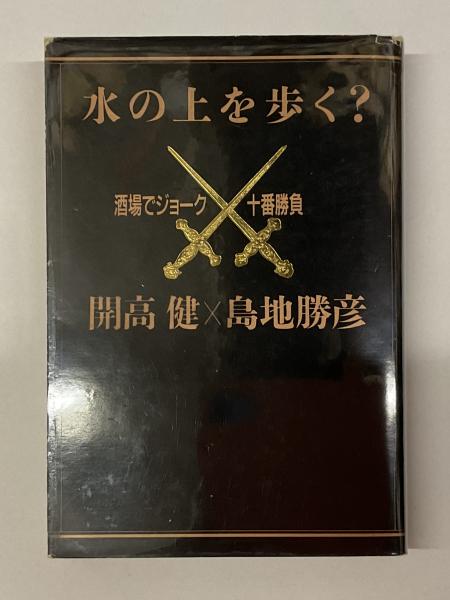 水の上を歩く?
酒場でジョーク 十番勝負
開高 健×島地勝彦